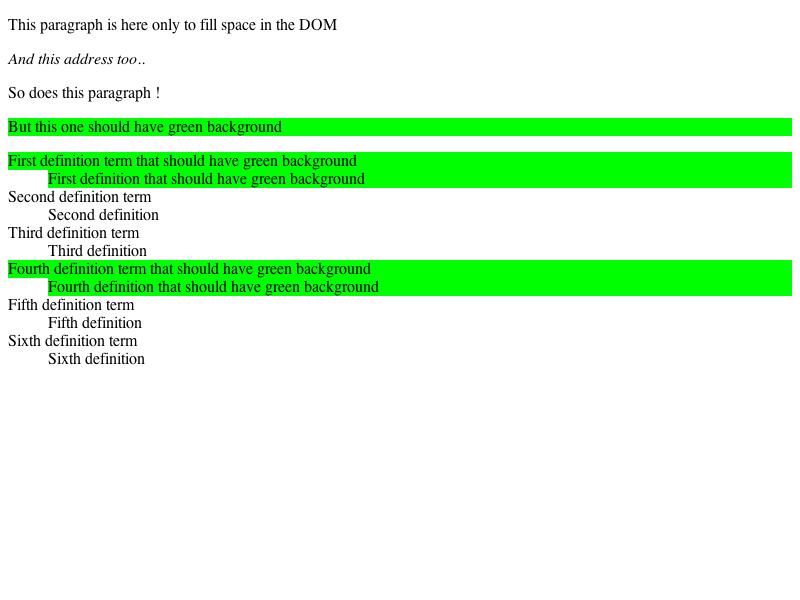 This paragraph is here only to fill space in the DOM
And this address too..
So does this paragraph !
But this one should have green background
First definition term that should have green background
First definition that should have green background
Second definition term
Second definition
Third definition term
Third definition
Fourth definition term that should have green background
Fourth definition that should have green background
Fifth definition term
Fifth definition
Sixth definition term
Sixth definition